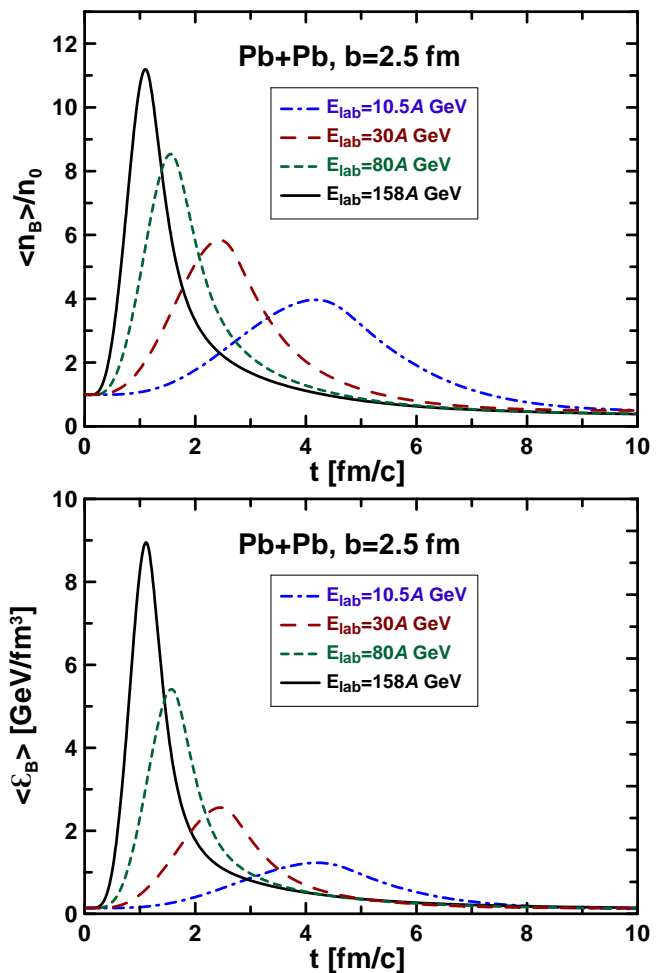 12
10
8
6
4
2
0
<n_B>/n_0
Pb+Pb, b=2.5 fm
E_lab=10.5A GeV
E_lab=30A GeV
E_lab=80A GeV
E_lab=158A GeV
0 2 4 6 8 10
t [fm/c]
10
8
6
4
2
0
<ε_B> [GeV/fm³]
Pb+Pb, b=2.5 fm
E_lab=10.5A GeV
E_lab=30A GeV
E_lab=80A GeV
E_lab=158A GeV
0 2 4 6 8 10
t [fm/c]